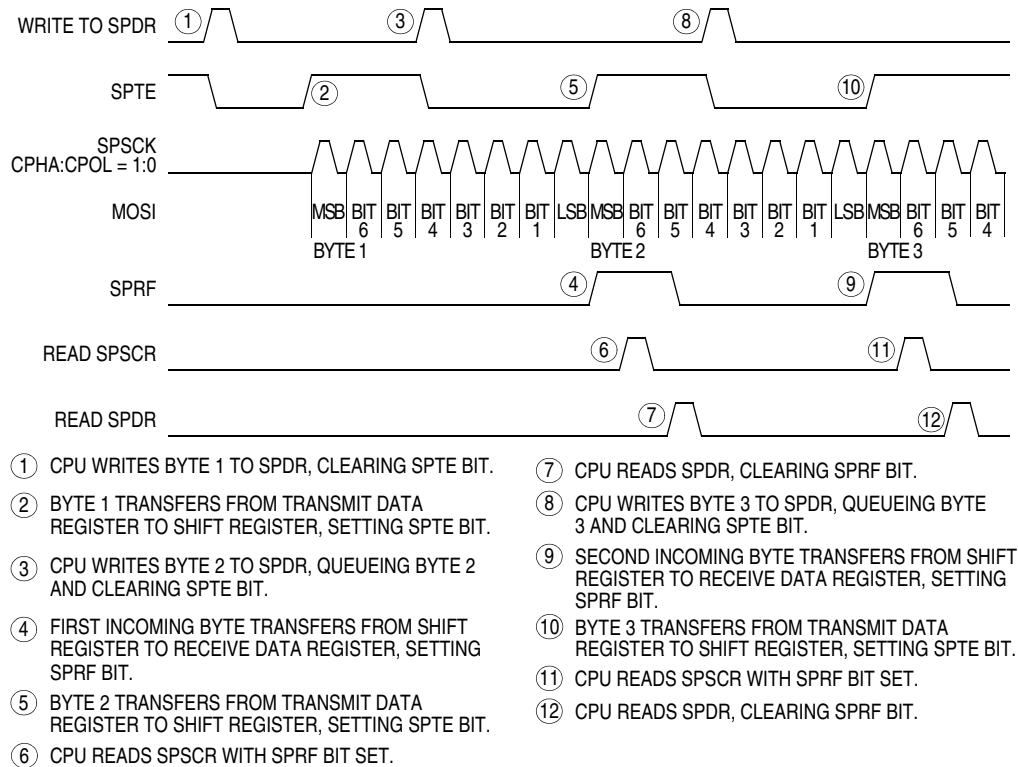 WRITE TO SPDR
1
3
8
SPTE
2
5
10
SPSCK
CPHA:CPOL = 1:0
MOSI
MSB BIT BIT BIT BIT BIT BIT LSB MSB BIT BIT BIT BIT BIT BIT LSB MSB BIT BIT BIT
6 5 4 3 2 1 6 5 4 3 2 1 6 5 4
BYTE 1 BYTE 2 BYTE 3
SPRF
4
9
READ SPSCR
6
11
READ SPDR
7
12
1 CPU WRITES BYTE 1 TO SPDR, CLEARING SPTE BIT.
2 BYTE 1 TRANSFERS FROM TRANSMIT DATA
REGISTER TO SHIFT REGISTER, SETTING SPTE BIT.
3 CPU WRITES BYTE 2 TO SPDR, QUEUEING BYTE 2
AND CLEARING SPTE BIT.
4 FIRST INCOMING BYTE TRANSFERS FROM SHIFT
REGISTER TO RECEIVE DATA REGISTER, SETTING
SPRF BIT.
5 BYTE 2 TRANSFERS FROM TRANSMIT DATA
REGISTER TO SHIFT REGISTER, SETTING SPTE BIT.
6 CPU READS SPSCR WITH SPRF BIT SET.
7 CPU READS SPDR, CLEARING SPRF BIT.
8 CPU WRITES BYTE 3 TO SPDR, QUEUEING BYTE
3 AND CLEARING SPTE BIT.
9 SECOND INCOMING BYTE TRANSFERS FROM SHIFT
REGISTER TO RECEIVE DATA REGISTER, SETTING
SPRF BIT.
10 BYTE 3 TRANSFERS FROM TRANSMIT DATA
REGISTER TO SHIFT REGISTER, SETTING SPTE BIT.
11 CPU READS SPSCR WITH SPRF BIT SET.
12 CPU READS SPDR, CLEARING SPRF BIT.